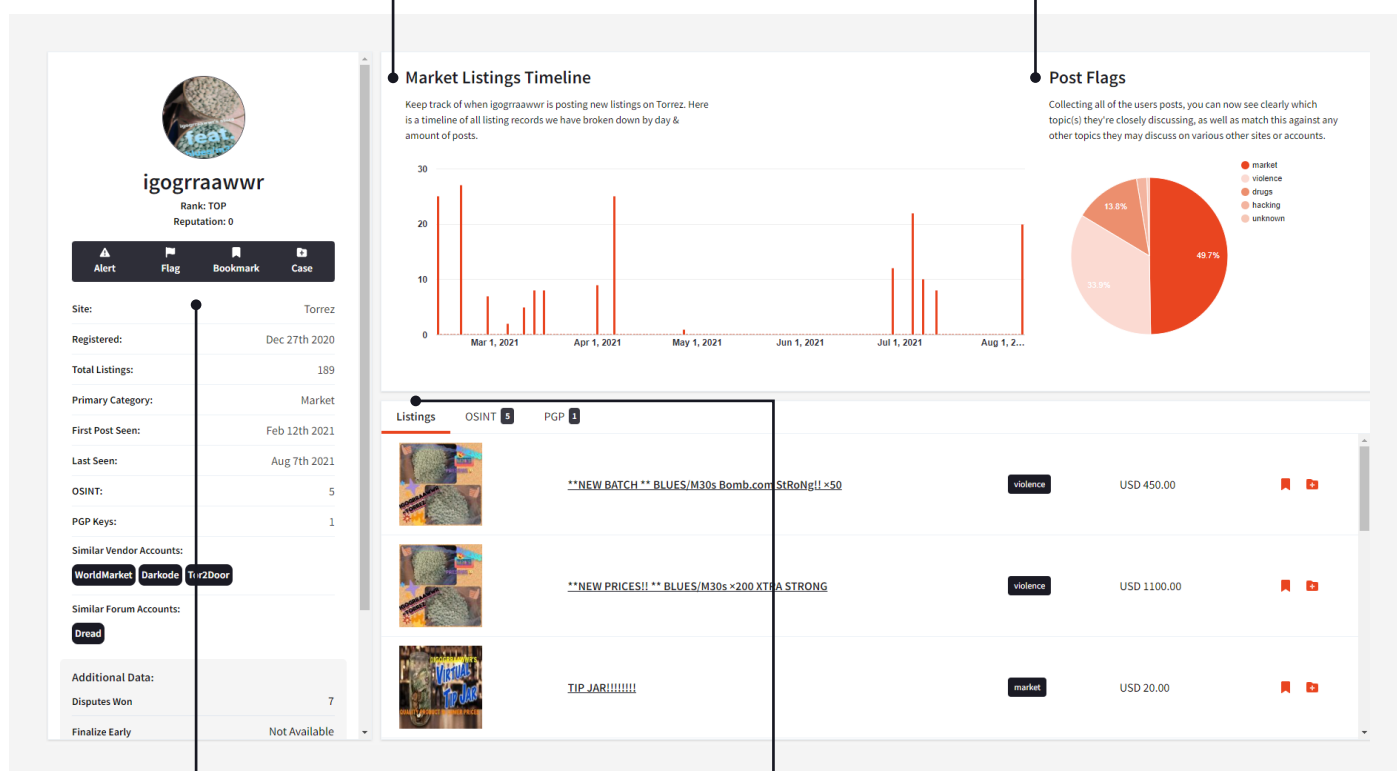 igogrraawwr
Rank: TOP
Reputation: 0
Alert Flag Bookmark Case
Site: Torrez
Registered: Dec 27th 2020
Total Listings: 189
Primary Category: Market
First Post Seen: Feb 12th 2021
Last Seen: Aug 7th 2021
OSINT: 5
PGP Keys: 1
Similar Vendor Accounts:
WorldMarket Darkode Tor2Door
Similar Forum Accounts:
Dread
Additional Data:
Disputes Won 7
Finalize Early Not Available
Market Listings Timeline
Keep track of when igogrraawwr is posting new listings on Torrez. Here
is a timeline of all listing records we have broken down by day &
amount of posts.
30
20
10
0
Mar 1, 2021 Apr 1, 2021 May 1, 2021 Jun 1, 2021 Jul 1, 2021 Aug 1, 2...
Post Flags
Collecting all of the users posts, you can now see clearly which
topic(s) they're closely discussing, as well as match this against any
other topics they may discuss on various other sites or accounts.
market
violence
drugs
hacking
unknown
13.8%
49.7%
33.9%
Listings OSINT 5 PGP 1
**NEW BATCH ** BLUES/M30s Bomb.com StRoNg!! ×50 violence USD 450.00
**NEW PRICES!! ** BLUES/M30s ×200 XTRA STRONG violence USD 1100.00
VIRTUAL
TIP JAR
TIP JAR!!!!!!!! market USD 20.00